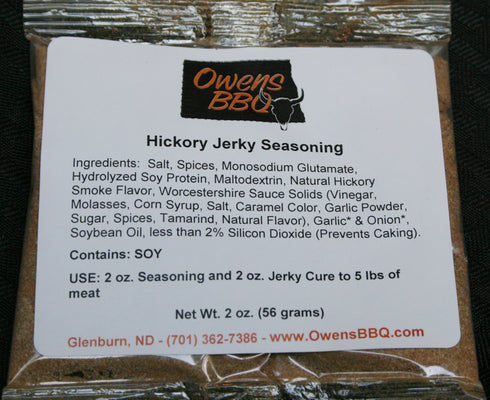 Owens
BBQ
Hickory Jerky Seasoning
Ingredients: Salt, Spices, Monosodium Glutamate,
Hydrolyzed Soy Protein, Maltodextrin, Natural Hickory
Smoke Flavor, Worcestershire Sauce Solids (Vinegar,
Molasses, Corn Syrup, Salt, Caramel Color, Garlic Powder,
Sugar, Spices, Tamarind, Natural Flavor), Garlic* & Onion*,
Soybean Oil, less than 2% Silicon Dioxide (Prevents Caking).
Contains: SOY
USE: 2 oz. Seasoning and 2 oz. Jerky Cure to 5 lbs of
meat
Net Wt. 2 oz. (56 grams)
Glenburn, ND - (701) 362-7386 - www.OwensBBQ.com